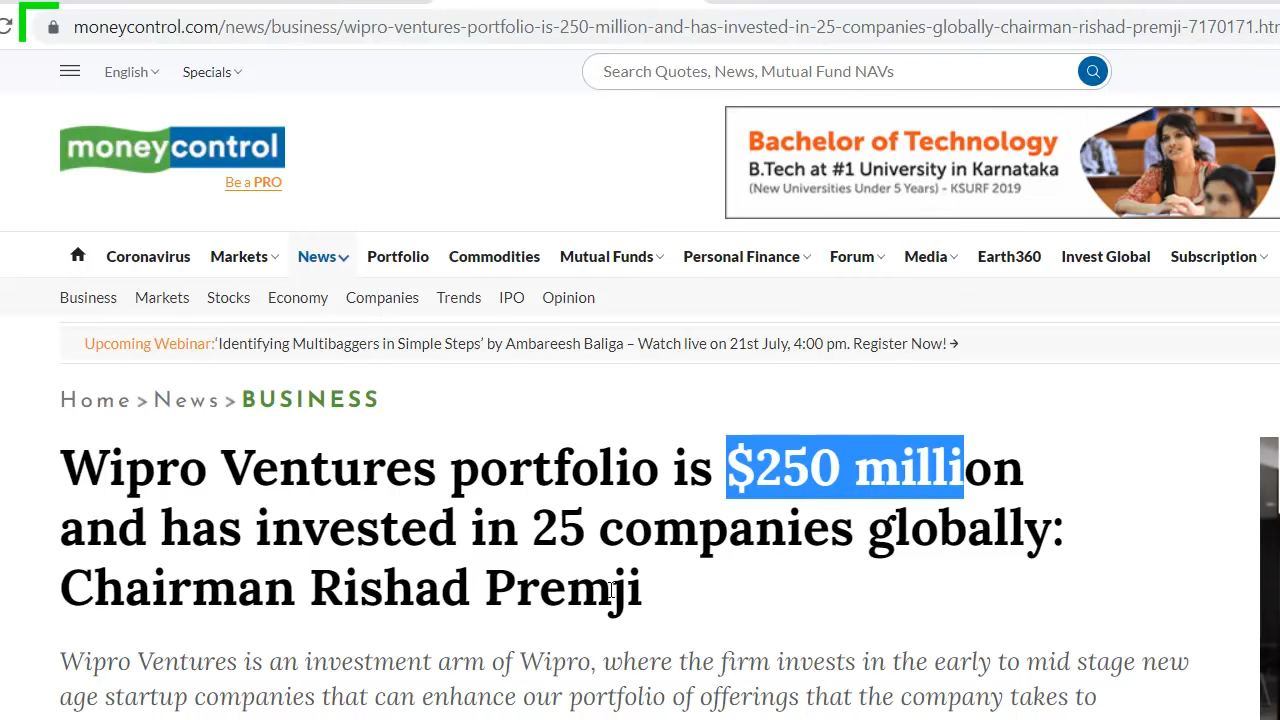 moneycontrol.com/news/business/wipro-ventures-portfolio-is-250-million-and-has-invested-in-25-companies-globally-chairman-rishad-premji-7170171.htm
English Specials Search Quotes, News, Mutual Fund NAVs
moneycontrol
Be a PRO
Bachelor of Technology
B.Tech at #1 University in Karnataka
(New Universities Under 5 Years) - KSURF 2019
Coronavirus Markets News Portfolio Commodities Mutual Funds Personal Finance Forum Media Earth360 Invest Global Subscription
Business Markets Stocks Economy Companies Trends IPO Opinion
Upcoming Webinar:‘Identifying Multibaggers in Simple Steps’ by Ambareesh Baliga – Watch live on 21st July, 4:00 pm. Register Now!
Home > News > BUSINESS
Wipro Ventures portfolio is $250 million
and has invested in 25 companies globally:
Chairman Rishad Premji
Wipro Ventures is an investment arm of Wipro, where the firm invests in the early to mid stage new
age startup companies that can enhance our portfolio of offerings that the company takes to